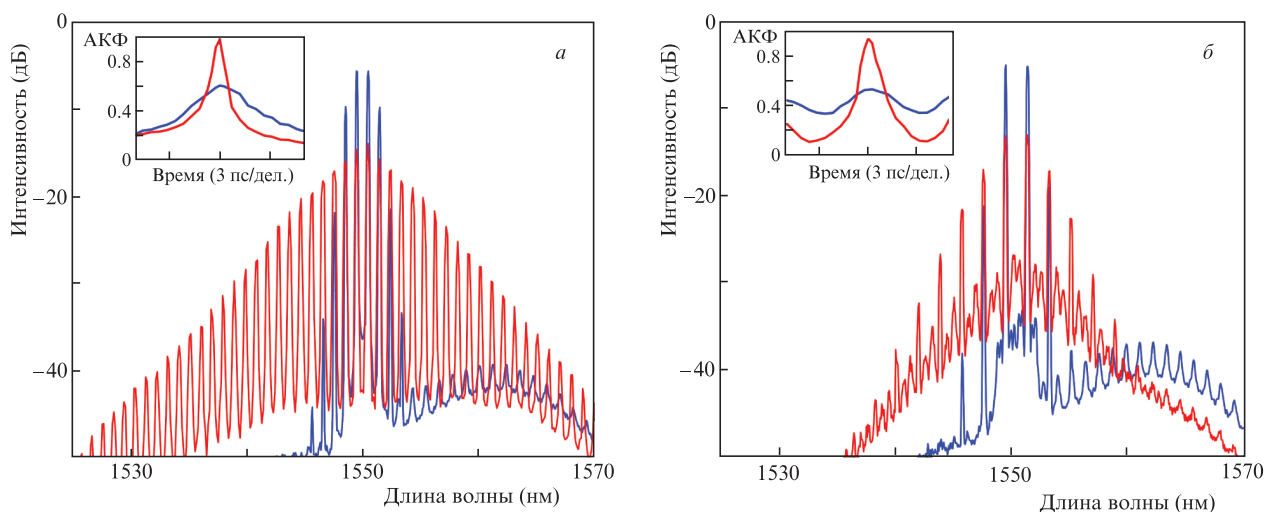 0
АКФ
0.8
0.4
0
Время (3 пс/дел.)
а
Интенсивность (дБ)
−20
−40
1530
1550
1570
Длина волны (нм)
0
АКФ
0.8
0.4
0
Время (3 пс/дел.)
б
Интенсивность (дБ)
−20
−40
1530
1550
1570
Длина волны (нм)